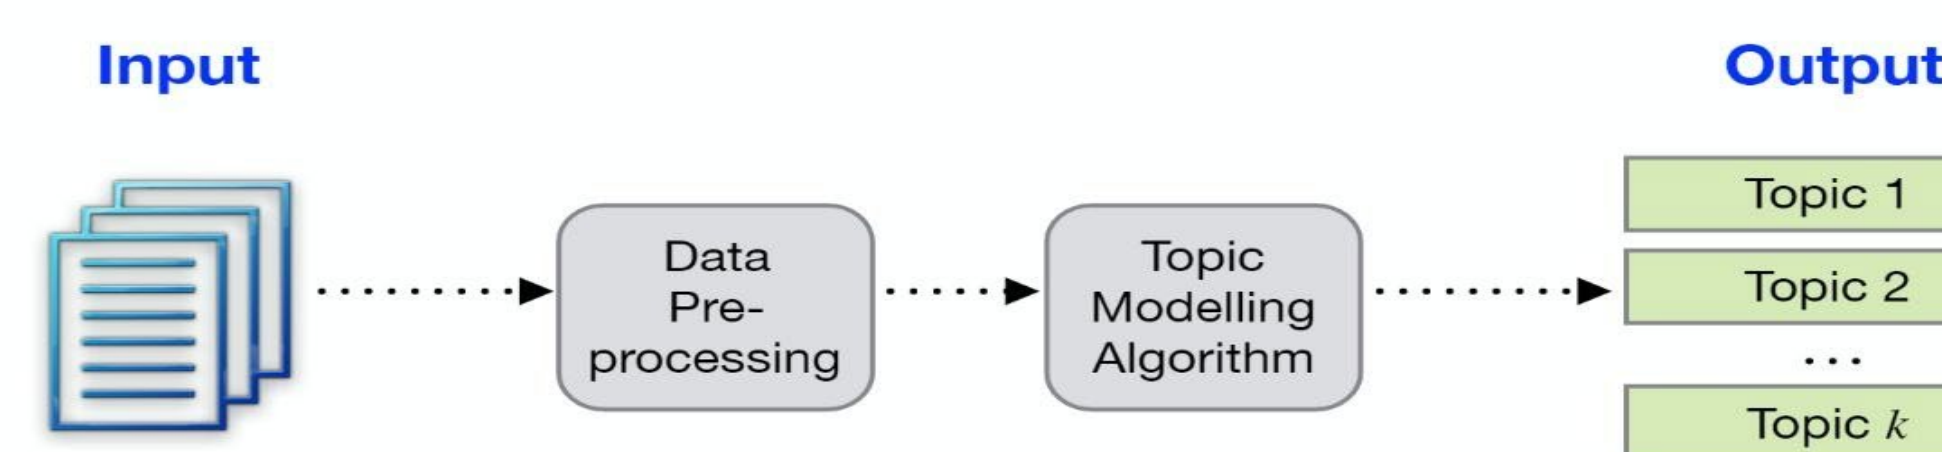 Input
Output
Data
Pre-
processing
Topic
Modelling
Algorithm
Topic 1
Topic 2
...
Topic k